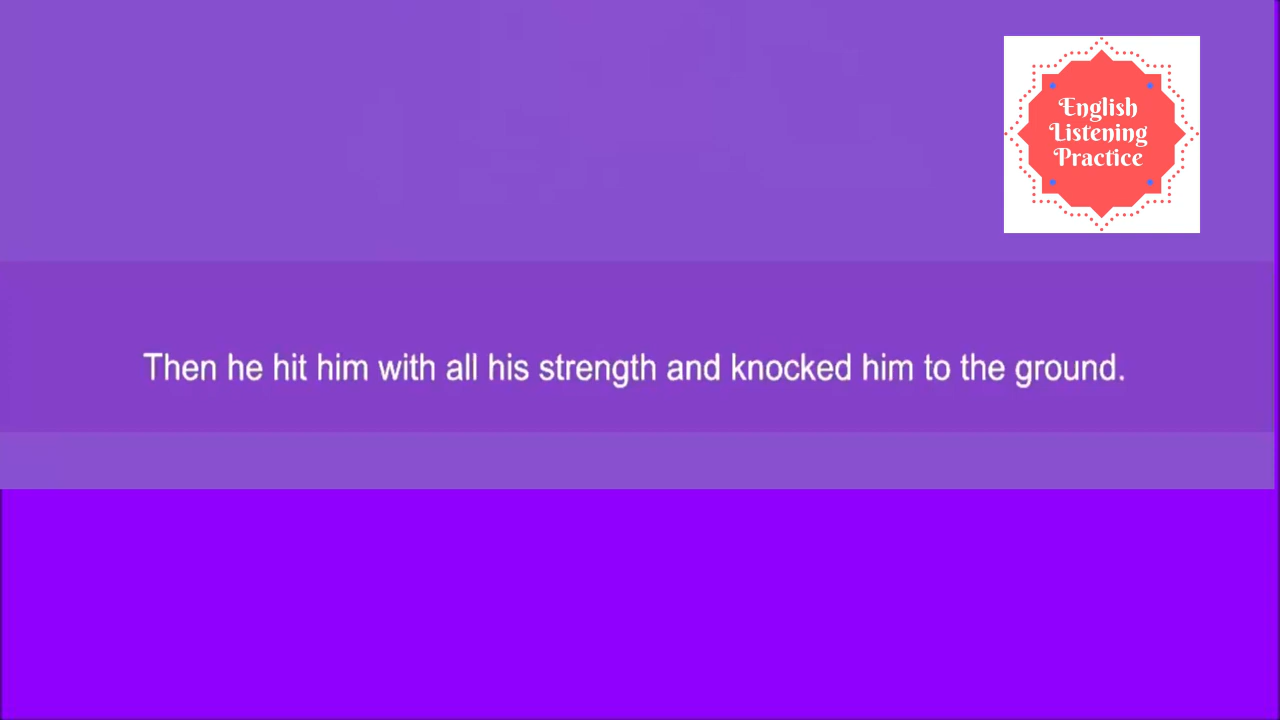 English
Listening
Practice
Then he hit him with all his strength and knocked him to the ground.